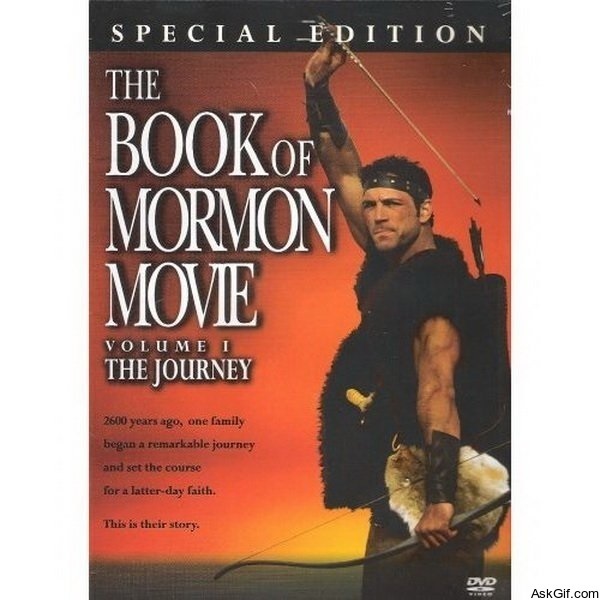 SPECIAL EDITION
THE
BOOK OF
MORMON
MOVIE
VOLUME I
THE JOURNEY
2600 years ago, one family
began a remarkable journey
and set the course
for a latter-day faith.
This is their story.
DVD
VIDEO
AskGif.com